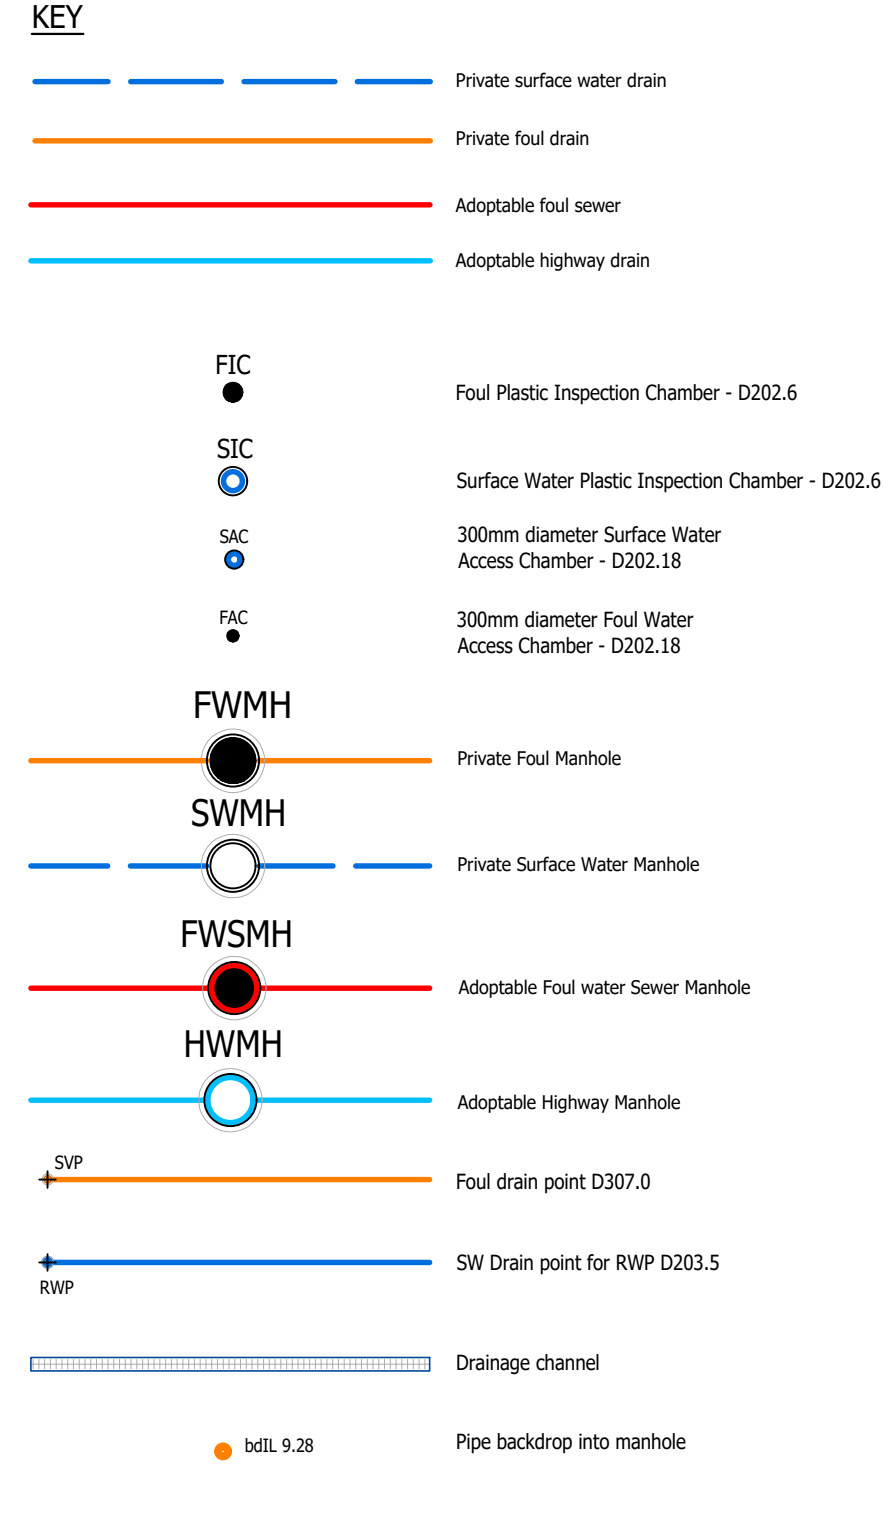 KEY
Private surface water drain
Private foul drain
Adoptable foul sewer
Adoptable highway drain
FIC
Foul Plastic Inspection Chamber - D202.6
SIC
Surface Water Plastic Inspection Chamber - D202.6
SAC
300mm diameter Surface Water
Access Chamber - D202.18
FAC
300mm diameter Foul Water
Access Chamber - D202.18
FWMH
Private Foul Manhole
SWMH
Private Surface Water Manhole
FWSMH
Adoptable Foul water Sewer Manhole
HWMH
Adoptable Highway Manhole
SVP
Foul drain point D307.0
SW Drain point for RWP D203.5
RWP
Drainage channel
bdIL 9.28
Pipe backdrop into manhole